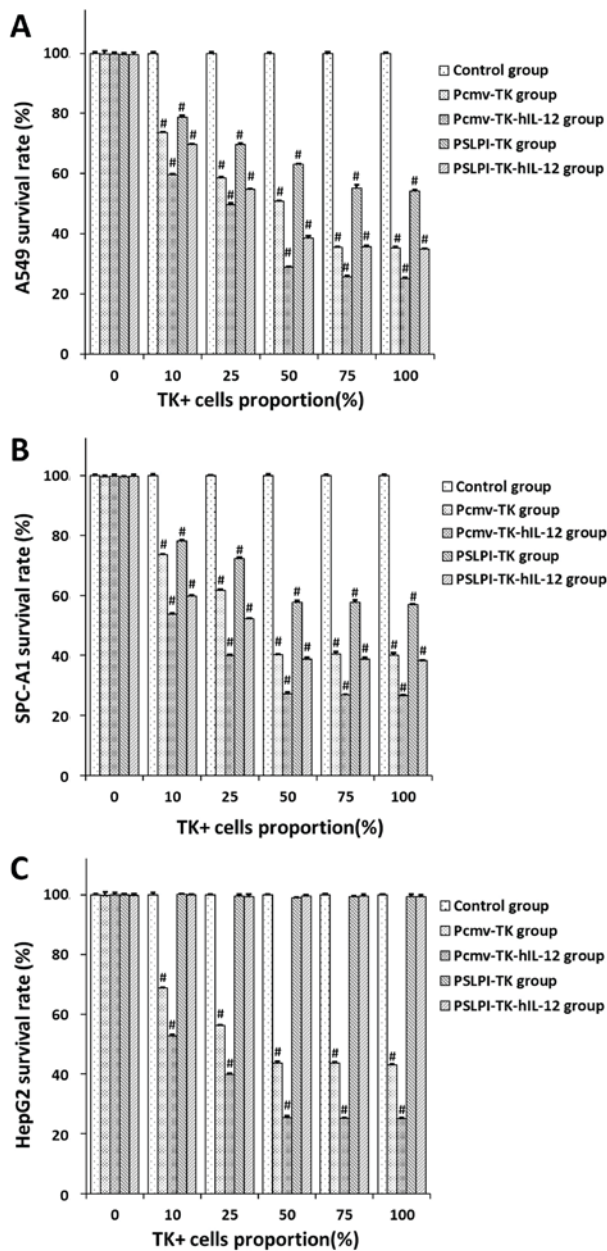 A
A549 survival rate (%)
100
80
60
40
20
0
# # # #
# # # #
# # # #
# # # #
# # # #
0 10 25 50 75 100
TK+ cells proportion(%)
Control group
Pcmv-TK group
Pcmv-TK-hIL-12 group
PSLPI-TK group
PSLPI-TK-hIL-12 group
B
SPC-A1 survival rate (%)
100
80
60
40
20
0
# # # #
# # # #
# # # #
# # # #
# # # #
0 10 25 50 75 100
TK+ cells proportion(%)
Control group
Pcmv-TK group
Pcmv-TK-hIL-12 group
PSLPI-TK group
PSLPI-TK-hIL-12 group
C
HepG2 survival rate (%)
100
80
60
40
20
0
# #
# #
# #
# #
# #
0 10 25 50 75 100
TK+ cells proportion(%)
Control group
Pcmv-TK group
Pcmv-TK-hIL-12 group
PSLPI-TK group
PSLPI-TK-hIL-12 group